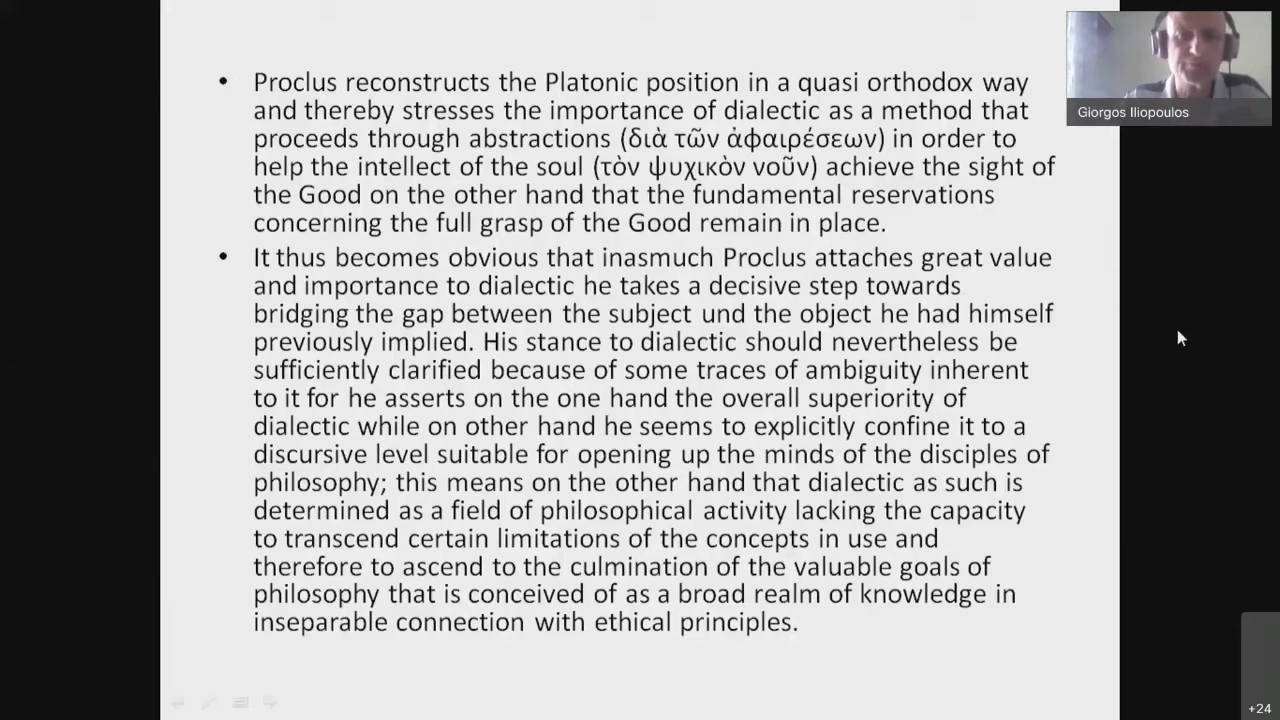 • Proclus reconstructs the Platonic position in a quasi orthodox way
and thereby stresses the importance of dialectic as a method that
proceeds through abstractions (διὰ τῶν ἀφαιρέσεων) in order to
help the intellect of the soul (τὸν ψυχικὸν νοῦν) achieve the sight of
the Good on the other hand that the fundamental reservations
concerning the full grasp of the Good remain in place.
• It thus becomes obvious that inasmuch Proclus attaches great value
and importance to dialectic he takes a decisive step towards
bridging the gap between the subject und the object he had himself
previously implied. His stance to dialectic should nevertheless be
sufficiently clarified because of some traces of ambiguity inherent
to it for he asserts on the one hand the overall superiority of
dialectic while on other hand he seems to explicitly confine it to a
discursive level suitable for opening up the minds of the disciples of
philosophy; this means on the other hand that dialectic as such is
determined as a field of philosophical activity lacking the capacity
to transcend certain limitations of the concepts in use and
therefore to ascend to the culmination of the valuable goals of
philosophy that is conceived of as a broad realm of knowledge in
inseparable connection with ethical principles.
Giorgos Iliopoulos
+24